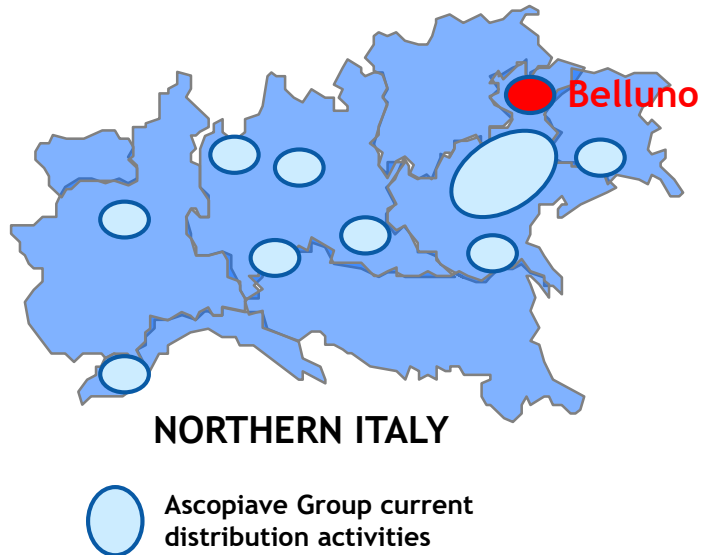 Belluno
NORTHERN ITALY
Ascopiave Group current
distribution activities